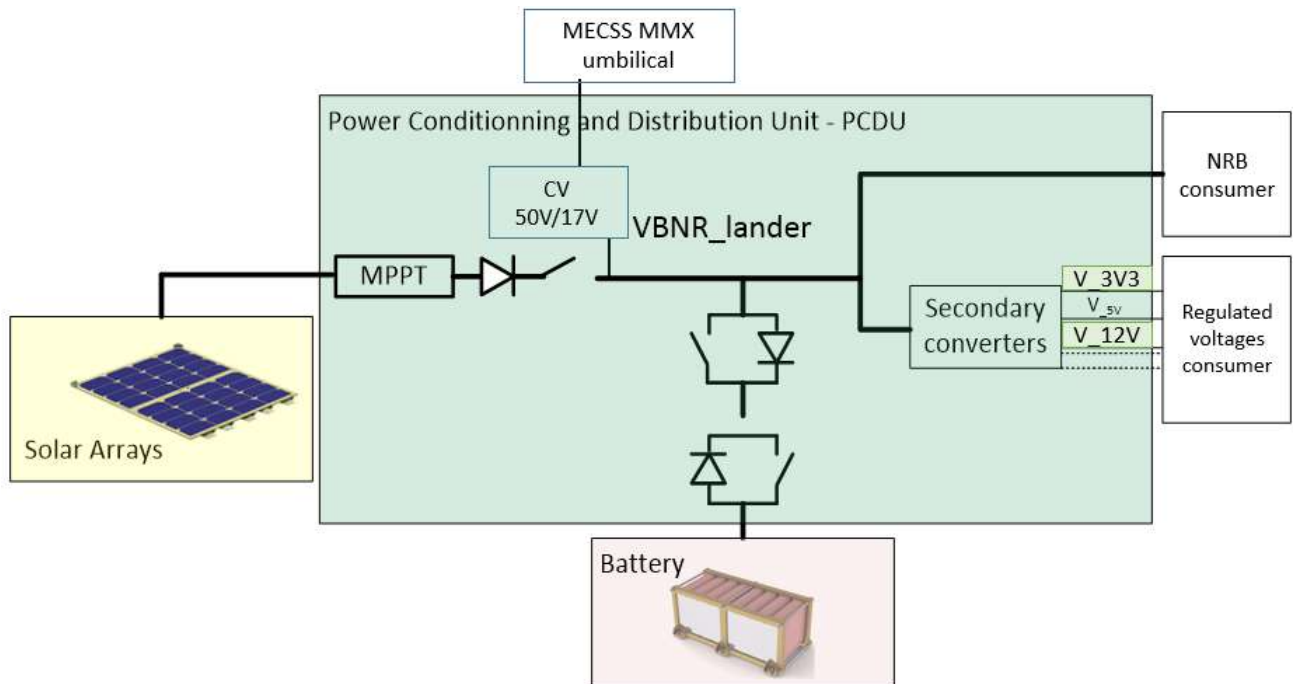 MECSS MMX
umbilical
Power Conditionning and Distribution Unit - PCDU
CV
50V/17V
VBNR_lander
MPPT
NRB
consumer
Secondary
converters
V_3V3
V_5V
V_12V
Regulated
voltages
consumer
Solar Arrays
Battery